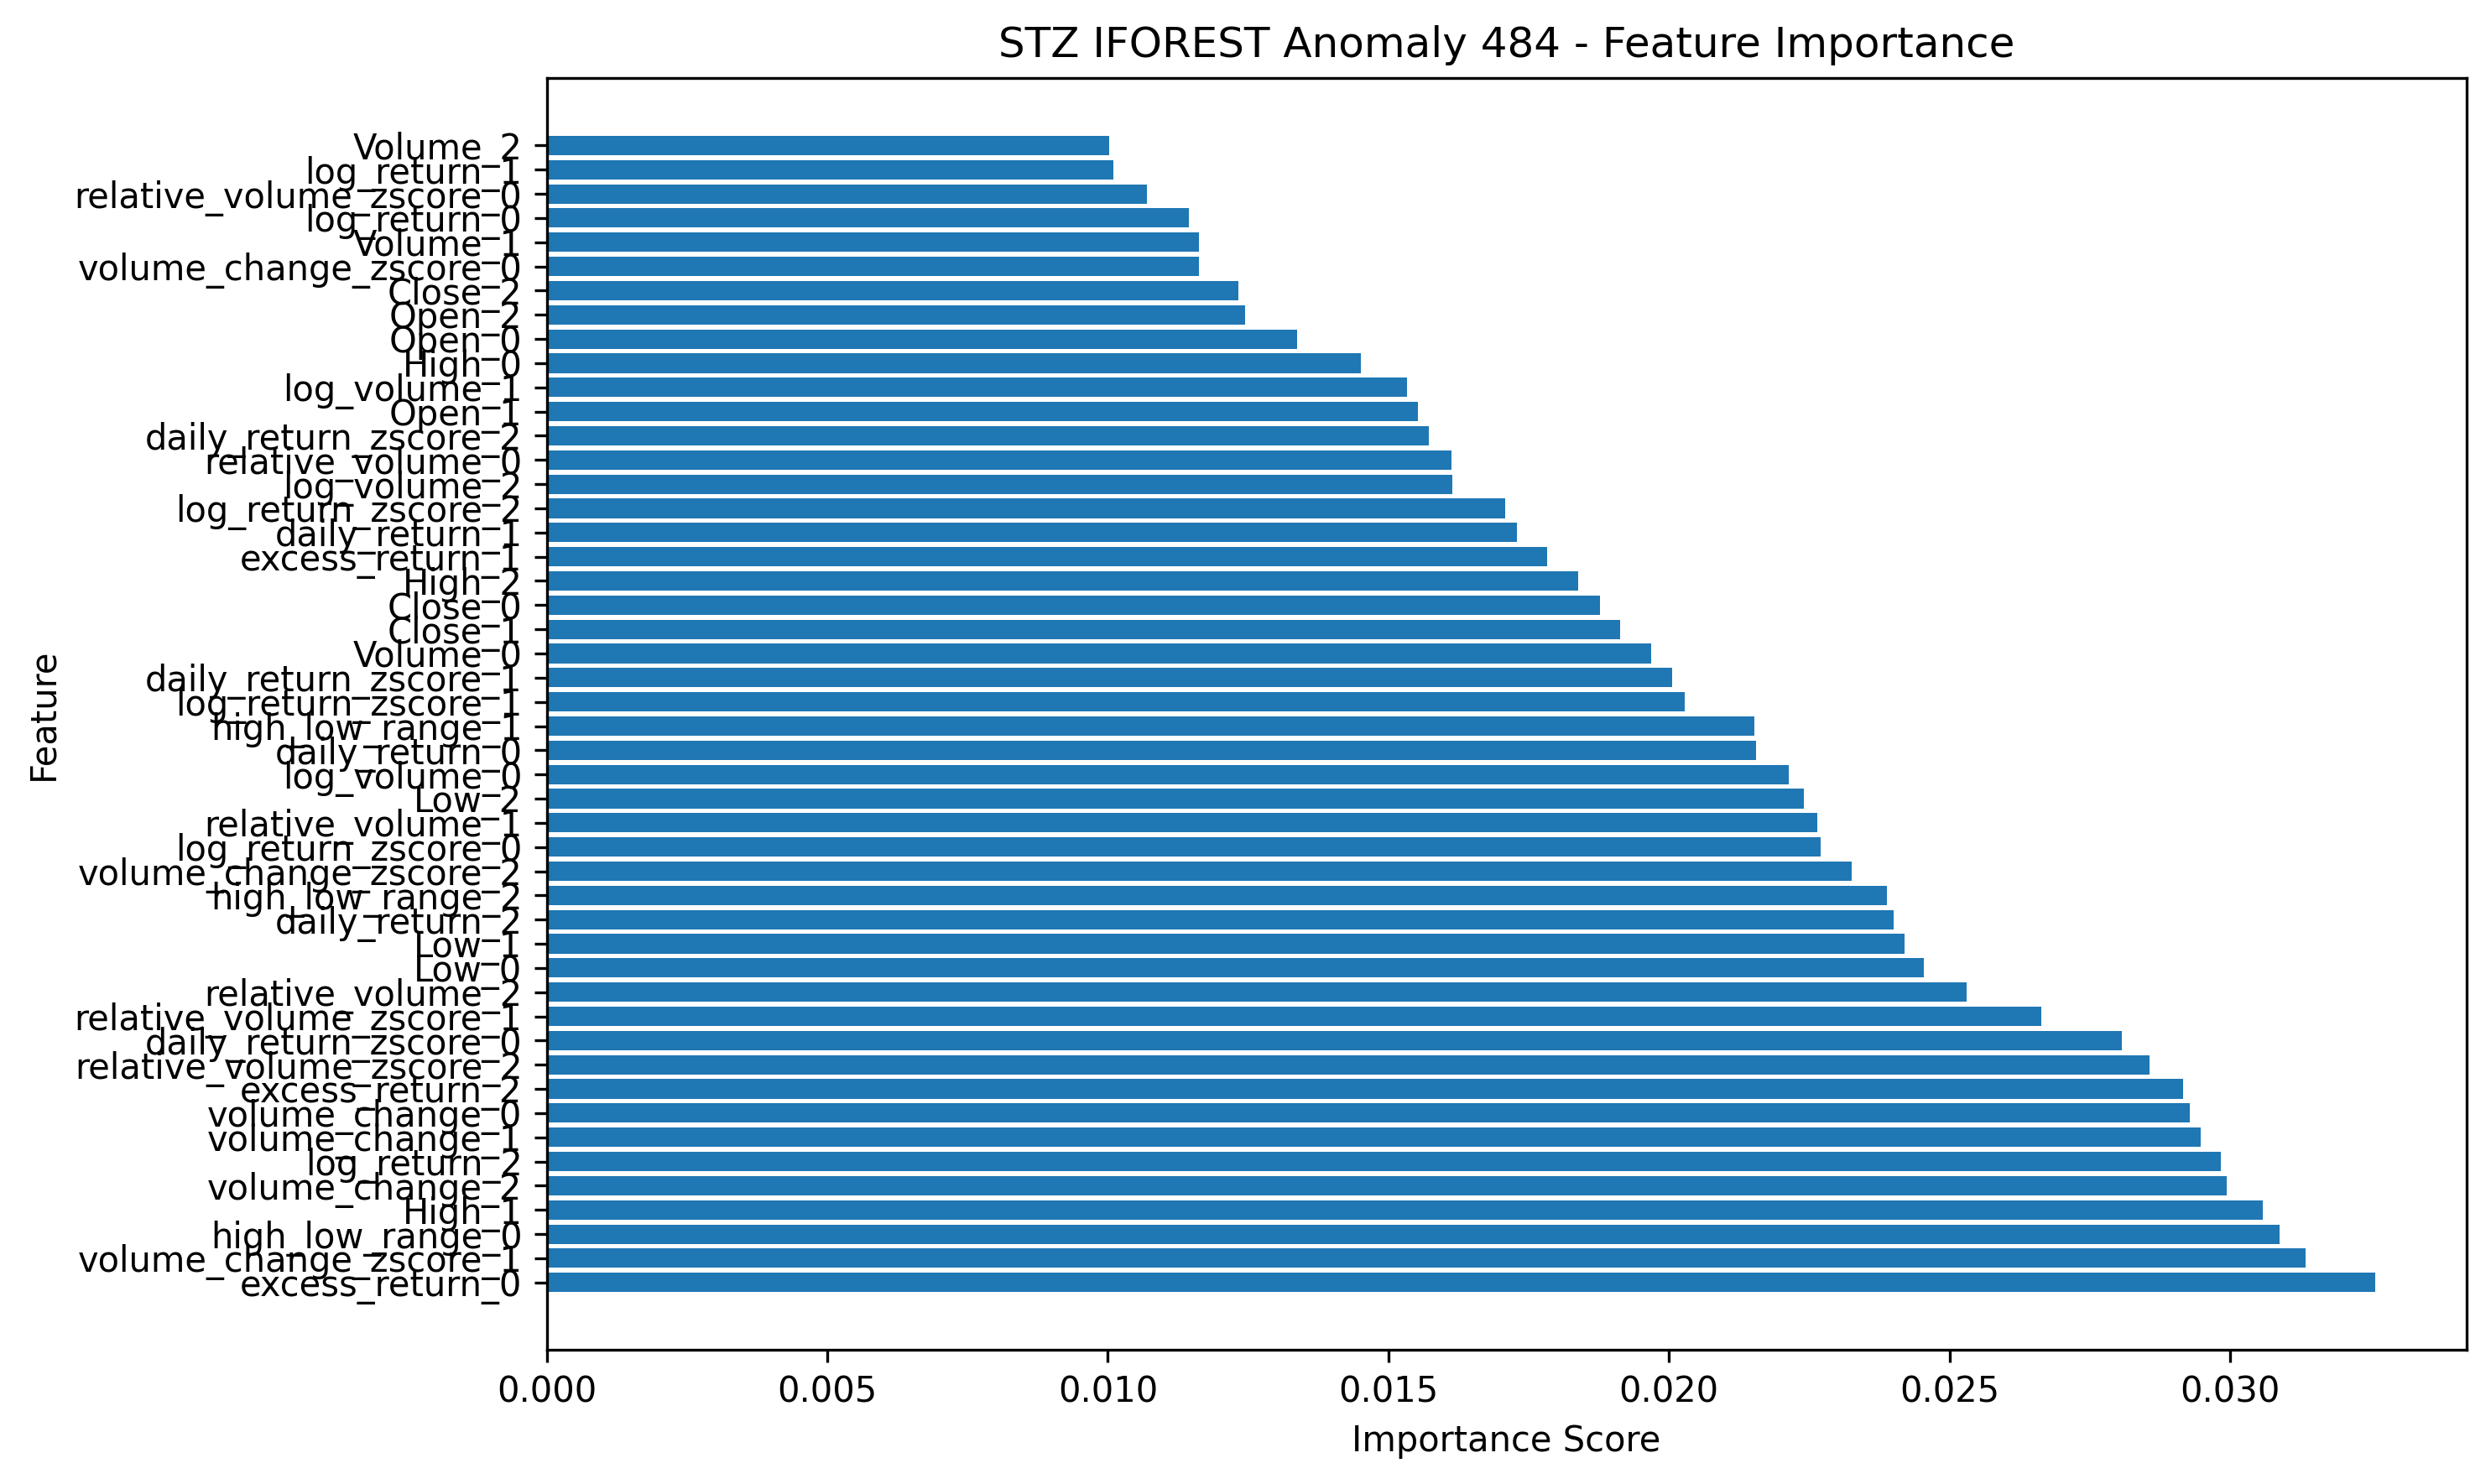 STZ IFOREST Anomaly 484 - Feature Importance
Volume_2
log_return_1
relative_volume_zscore_0
log_return_0
Volume_1
volume_change_zscore_0
Close_2
Open_2
Open_0
High_0
log_volume_1
Open_1
daily_return_zscore_2
relative_volume_0
log_volume_2
log_return_zscore_2
daily_return_1
excess_return_1
High_2
Close_0
Close_1
Volume_0
daily_return_zscore_1
log_return_zscore_1
high_low_range_1
daily_return_0
log_volume_0
Low_2
relative_volume_1
log_return_zscore_0
volume_change_zscore_2
high_low_range_2
daily_return_2
Low_1
Low_0
relative_volume_2
relative_volume_zscore_1
daily_return_zscore_0
relative_volume_zscore_2
excess_return_2
volume_change_0
volume_change_1
log_return_2
volume_change_2
High_1
high_low_range_0
volume_change_zscore_1
excess_return_0
Feature
0.000 0.005 0.010 0.015 0.020 0.025 0.030
Importance Score